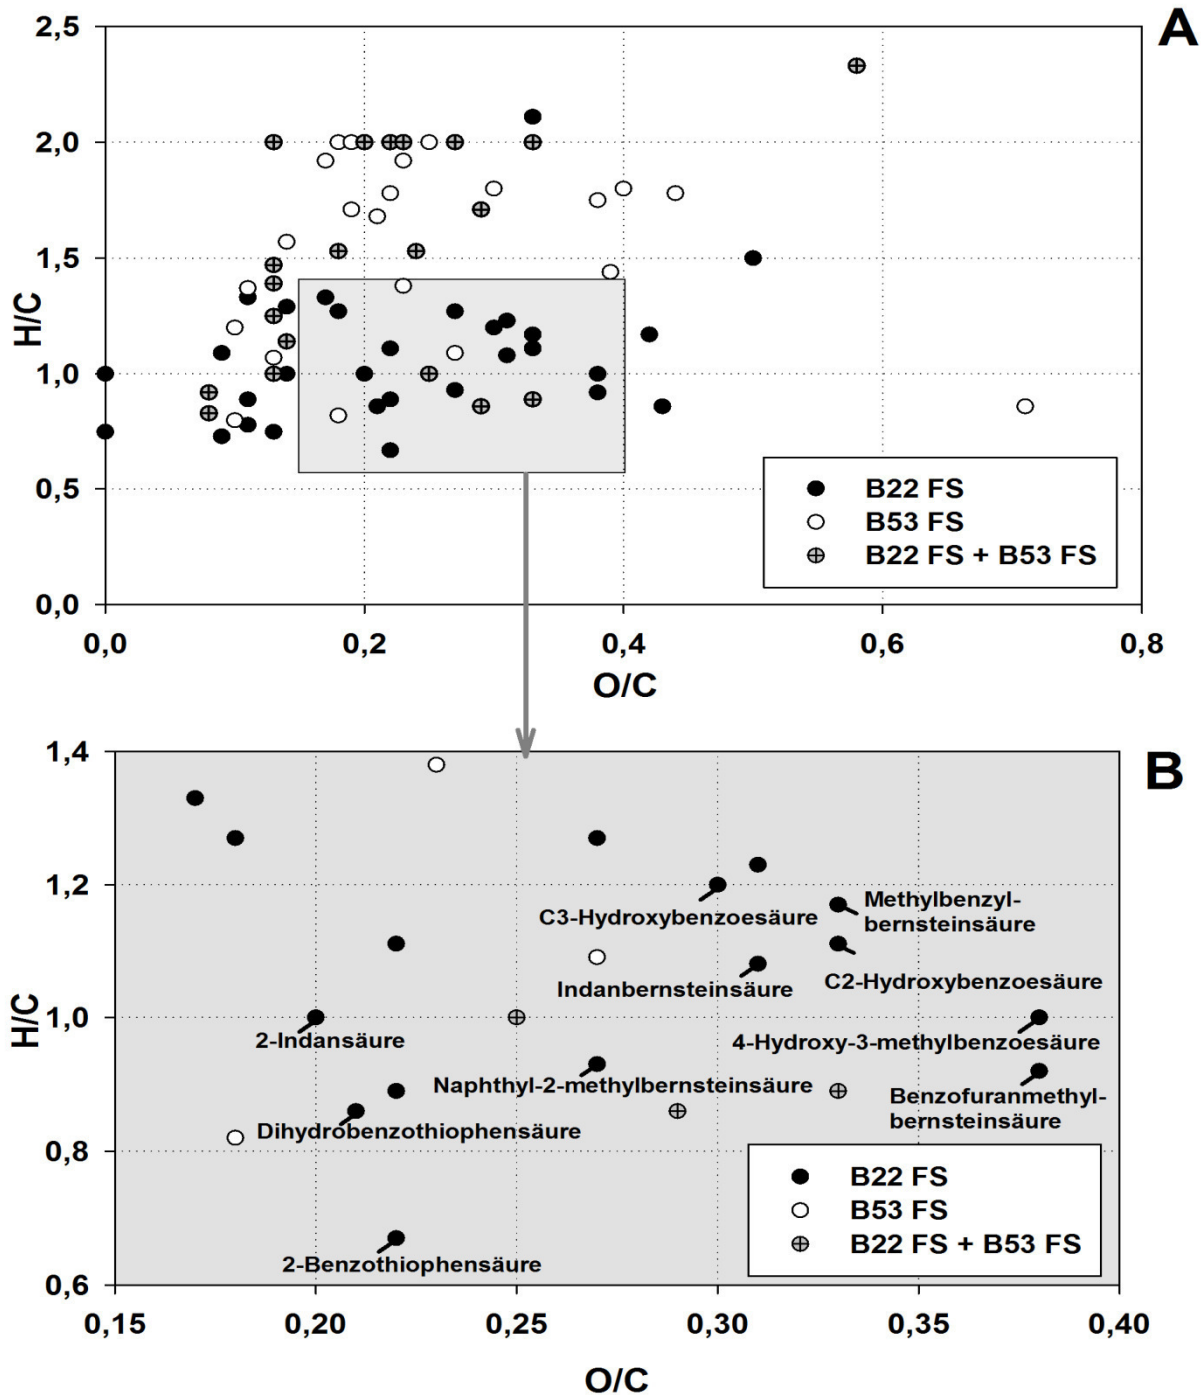 A
2,5
2,0
1,5
1,0
0,5
0,0
H/C
B22 FS
B53 FS
B22 FS + B53 FS
0,0
0,2
0,4
0,6
0,8
O/C
B
1,4
1,2
1,0
0,8
0,6
H/C
C3-Hydroxybenzoesäure
Methylbenzyl-
bernsteinsäure
Indanbernsteinsäure
C2-Hydroxybenzoesäure
2-Indansäure
4-Hydroxy-3-methylbenzoesäure
Naphthyl-2-methylbernsteinsäure
Benzofuranmethyl-
bernsteinsäure
Dihydrobenzothiophensäure
2-Benzothiophensäure
B22 FS
B53 FS
B22 FS + B53 FS
0,15
0,20
0,25
0,30
0,35
0,40
O/C